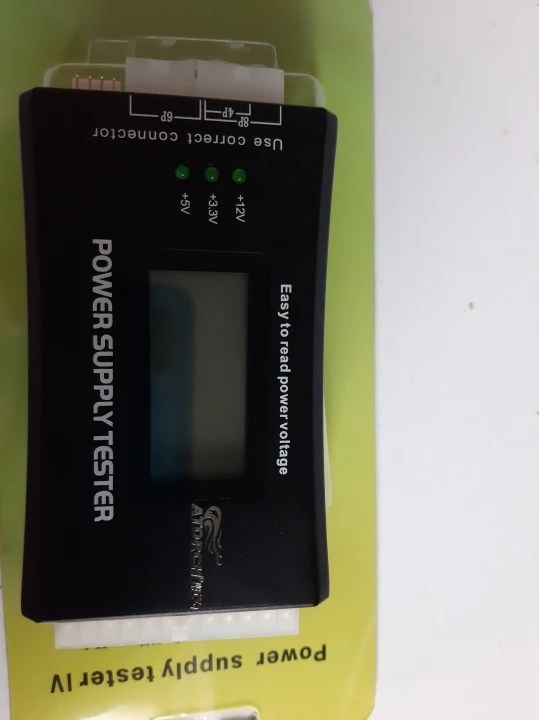 8P
4P
6P
Use correct connector
+12V
+3.3V
+5V
Easy to read power voltage
POWER SUPPLY TESTER
Power supply tester IV